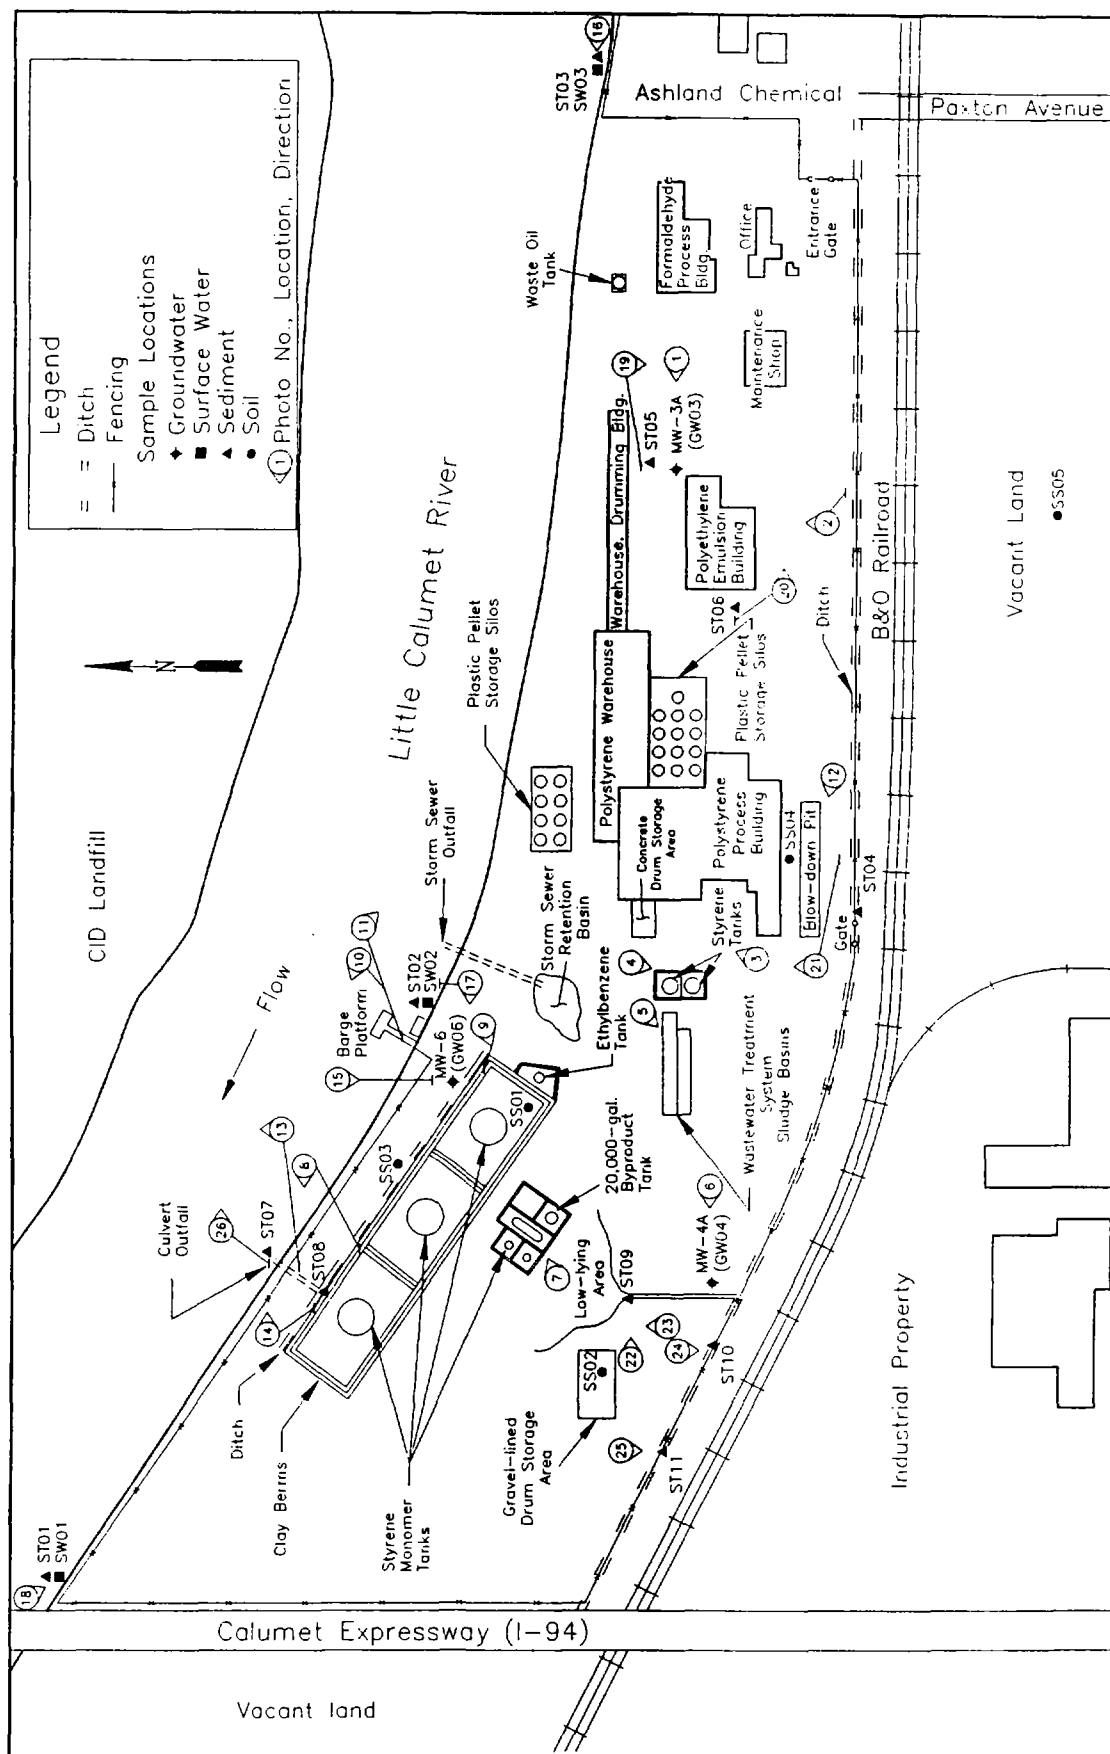 Legend
= = Ditch
Fencing
Sample Locations
Groundwater
Surface Water
Sediment
Soil
1 Photo No., Location, Direction
N
CID Landfill
Flow
Little Calumet River
Vacant land
Calumet Expressway (I-94)
18
ST01
SW01
Ditch
Clay Berms
Styrene
Monomer
Tanks
Culvert
Outfall
26
ST07
13
14
ST08
8
SS03
15
Barge
Platform
10
11
ST02
SW02
17
MW-6
(GW06)
9
SS01
Storm Sewer
Outfall
Storm Sewer
Retention
Basin
Ethylbenzene
Tank
20,000-gal.
Byproduct
Tank
7
Low-lying
Area
ST09
Gravel-lined
Drum Storage
Area
SS02
22
23
24
25
ST10
ST11
MW-4A
(GW04)
6
Wastewater Treatment
System
Sludge Basins
5
4
3
Styrene
Tanks
Plastic Pellet
Storage Silos
Polystyrene Warehouse
Warehouse, Drumming Bldg.
Concrete
Drum Storage
Area
Polystyrene
Process
Building
SS04
Blow-down Pit
21
12
Gate
ST04
Plastic Pellet
Storage Silos
ST06
20
Polyethylene
Emulsion
Building
19
ST05
MW-3A
(GW03)
1
2
Ditch
B&O Railroad
Waste Oil
Tank
Formaldehyde
Process
Bldg.
Office
Maintenance
Shop
Entrance
Gate
ST03
SW03
16
Ashland Chemical
Paxton Avenue
Vacant Land
SS05
Industrial Property